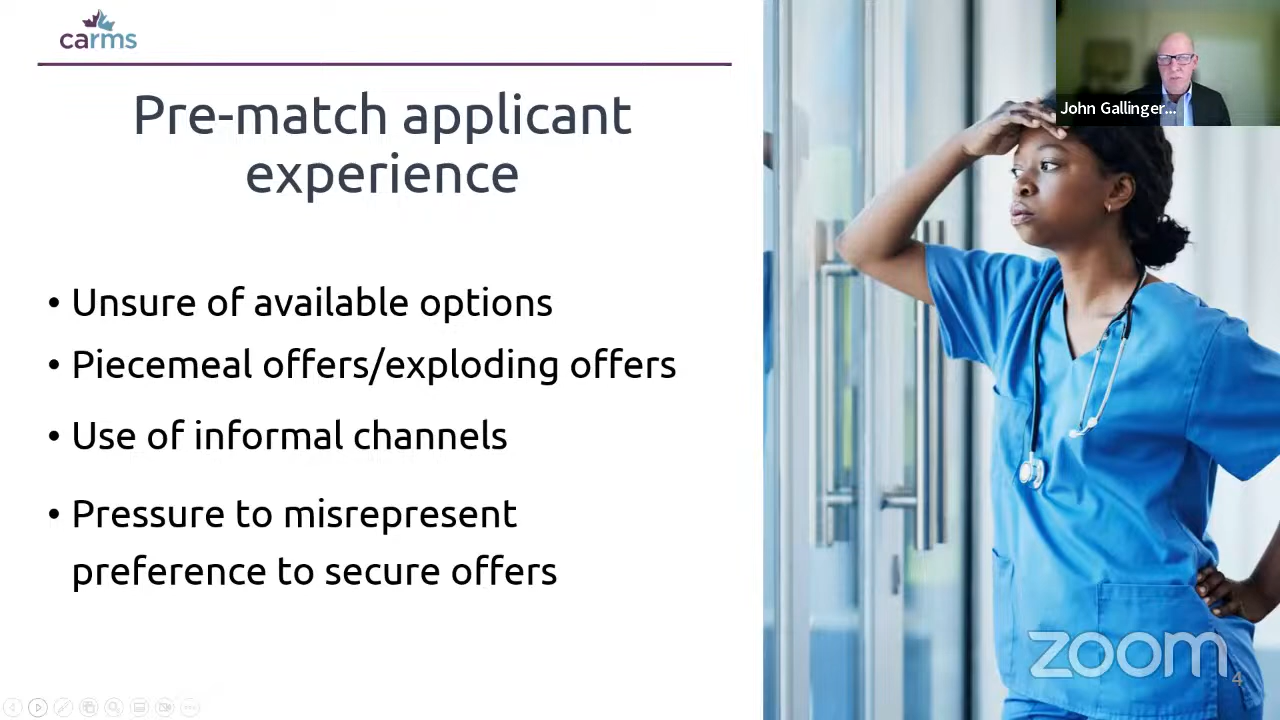 carms
Pre-match applicant
experience
• Unsure of available options
• Piecemeal offers/exploding offers
• Use of informal channels
• Pressure to misrepresent
preference to secure offers
John Gallinger...
zoom
4